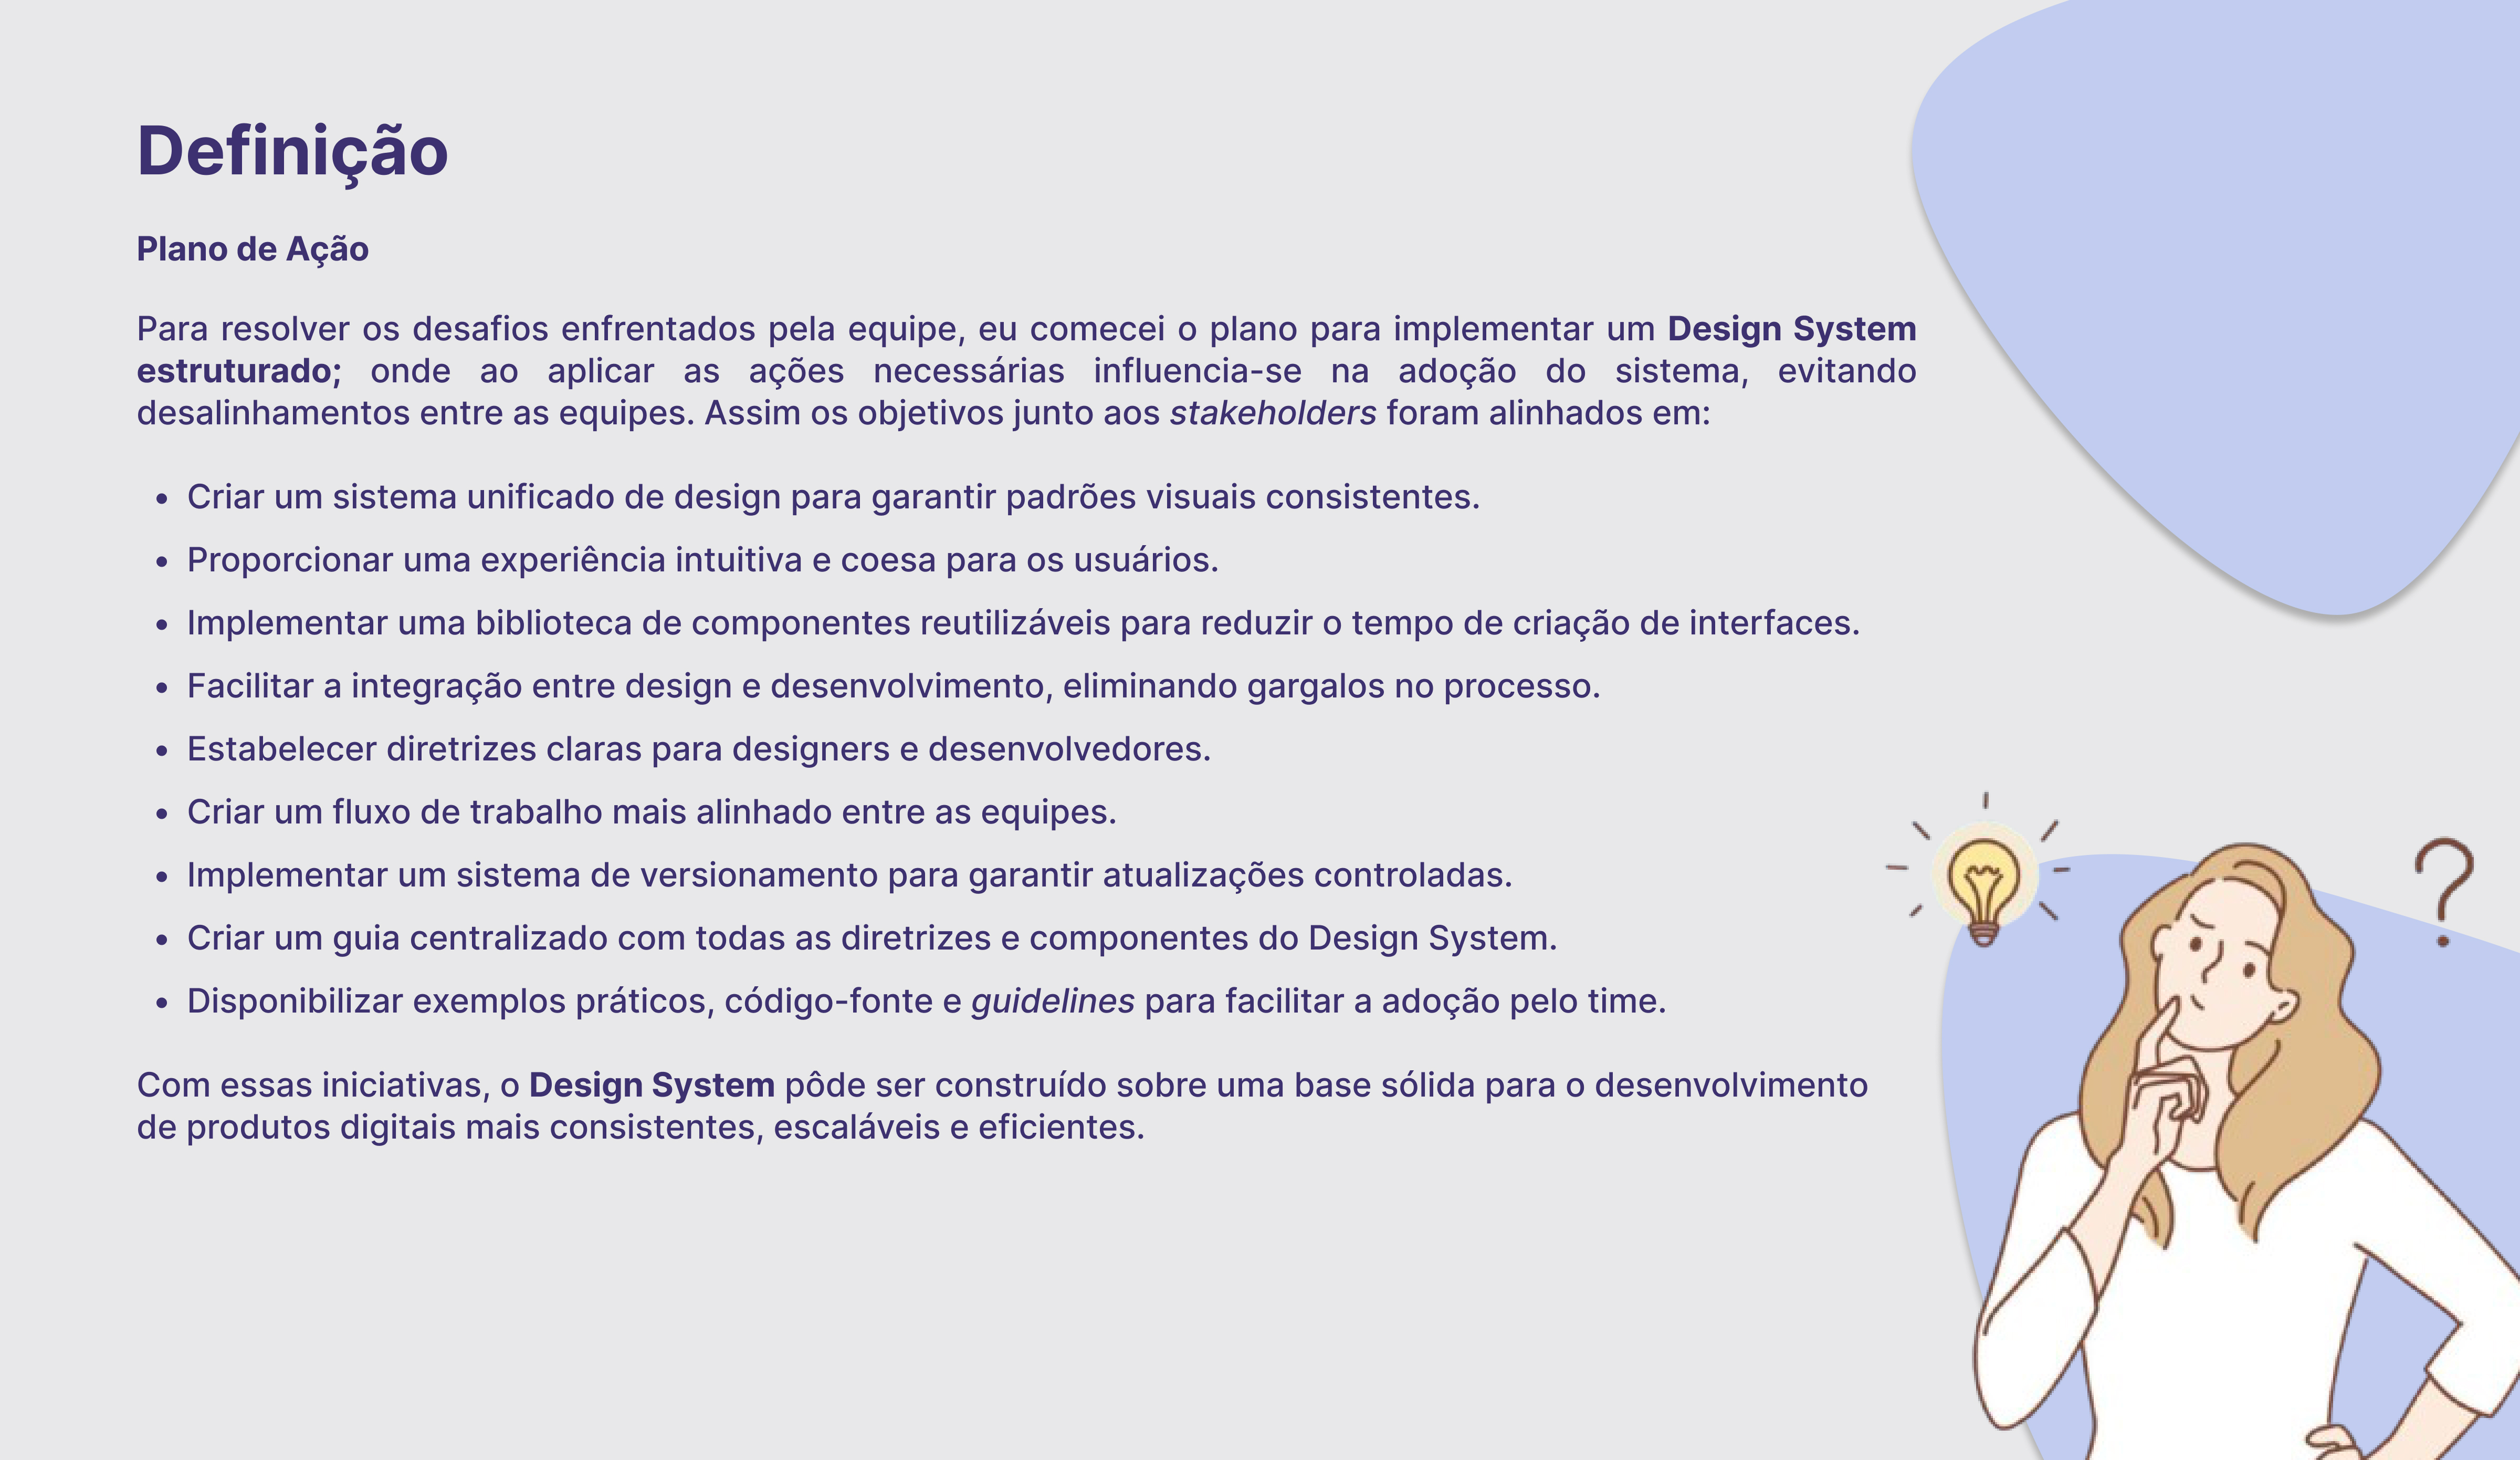 Definição
Plano de Ação
Para resolver os desafios enfrentados pela equipe, eu comecei o plano para implementar um Design System
estruturado; onde ao aplicar as ações necessárias influencia-se na adoção do sistema, evitando
desalinhamentos entre as equipes. Assim os objetivos junto aos stakeholders foram alinhados em:
• Criar um sistema unificado de design para garantir padrões visuais consistentes.
• Proporcionar uma experiência intuitiva e coesa para os usuários.
• Implementar uma biblioteca de componentes reutilizáveis para reduzir o tempo de criação de interfaces.
• Facilitar a integração entre design e desenvolvimento, eliminando gargalos no processo.
• Estabelecer diretrizes claras para designers e desenvolvedores.
• Criar um fluxo de trabalho mais alinhado entre as equipes.
• Implementar um sistema de versionamento para garantir atualizações controladas.
• Criar um guia centralizado com todas as diretrizes e componentes do Design System.
• Disponibilizar exemplos práticos, código-fonte e guidelines para facilitar a adoção pelo time.
Com essas iniciativas, o Design System pôde ser construído sobre uma base sólida para o desenvolvimento
de produtos digitais mais consistentes, escaláveis e eficientes.
?